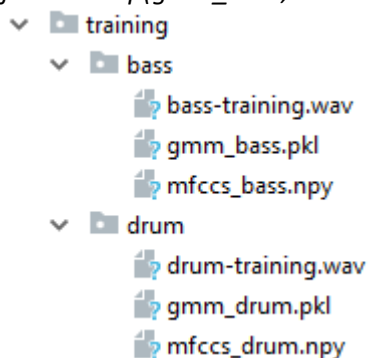 training
bass
bass-training.wav
gmm_bass.pkl
mfccs_bass.npy
drum
drum-training.wav
gmm_drum.pkl
mfccs_drum.npy